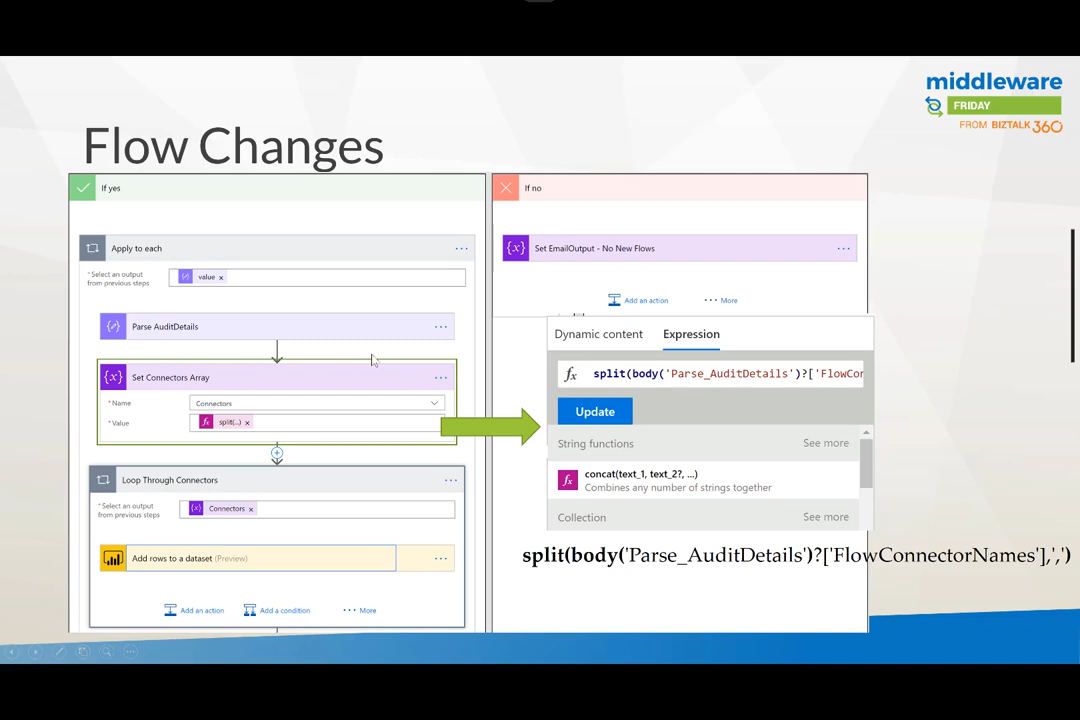 middleware
FRIDAY
FROM BIZTALK 360
Flow Changes
If yes
Apply to each
* Select an output
from previous steps
value x
Parse AuditDetails
Set Connectors Array
* Name
Connectors
* Value
fx split(...) x
Loop Through Connectors
* Select an output
from previous steps
{x} Connectors x
Add rows to a dataset (Preview)
Add an action
Add a condition
More
If no
{x} Set EmailOutput - No New Flows
Add an action
More
Dynamic content
Expression
fx split(body('Parse_AuditDetails')?['FlowCon
Update
String functions
See more
fx concat(text_1, text_2?, ...)
Combines any number of strings together
Collection
See more
split(body('Parse_AuditDetails')?['FlowConnectorNames'],',')